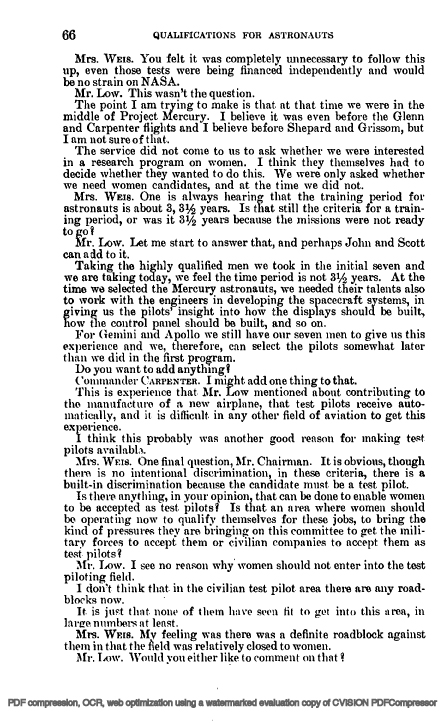 66 QUALIFICATIONS FOR ASTRONAUTS
Mrs. WEIS. You felt it was completely unnecessary to follow this
up, even those tests were being financed independently and would
be no strain on NASA.
Mr. Low. This wasn't the question.
The point I am trying to make is that at that time we were in the
middle of Project Mercury. I believe it was even before the Glenn
and Carpenter flights and I believe before Shepard and Grissom, but
I am not sure of that.
The service did not come to us to ask whether we were interested
in a research program on women. I think they themselves had to
decide whether they wanted to do this. We were only asked whether
we need women candidates, and at the time we did not.
Mrs. WEIS. One is always hearing that the training period for
astronauts is about 3, 3½ years. Is that still the criteria for a train-
ing period, or was it 3½ years because the missions were not ready
to go?
Mr. Low. Let me start to answer that, and perhaps John and Scott
can add to it.
Taking the highly qualified men we took in the initial seven and
we are taking today, we feel the time period is not 3½ years. At the
time we selected the Mercury astronauts, we needed their talents also
to work with the engineers in developing the spacecraft systems, in
giving us the pilots' insight into how the displays should be built,
how the control panel should be built, and so on.
For Gemini and Apollo we still have our seven men to give us this
experience and we, therefore, can select the pilots somewhat later
than we did in the first program.
Do you want to add anything?
Commander CARPENTER. I might add one thing to that.
This is experience that Mr. Low mentioned about contributing to
the manufacture of a new airplane, that test pilots receive auto-
matically, and it is difficult in any other field of aviation to get this
experience.
I think this probably was another good reason for making test
pilots available.
Mrs. WEIS. One final question, Mr. Chairman. It is obvious, though
there is no intentional discrimination, in these criteria, there is a
built-in discrimination because the candidate must be a test pilot.
Is there anything, in your opinion, that can be done to enable women
to be accepted as test pilots? Is that an area where women should
be operating now to qualify themselves for these jobs, to bring the
kind of pressures they are bringing on this committee to get the mili-
tary forces to accept them or civilian companies to accept them as
test pilots?
Mr. Low. I see no reason why women should not enter into the test
piloting field.
I don't think that in the civilian test pilot area there are any road-
blocks now.
It is just that none of them have seen fit to get into this area, in
large numbers at least.
Mrs. WEIS. My feeling was there was a definite roadblock against
them in that the field was relatively closed to women.
Mr. Low. Would you either like to comment on that?
PDF compression, OCR, web optimization using a watermarked evaluation copy of CVISION PDFCompressor